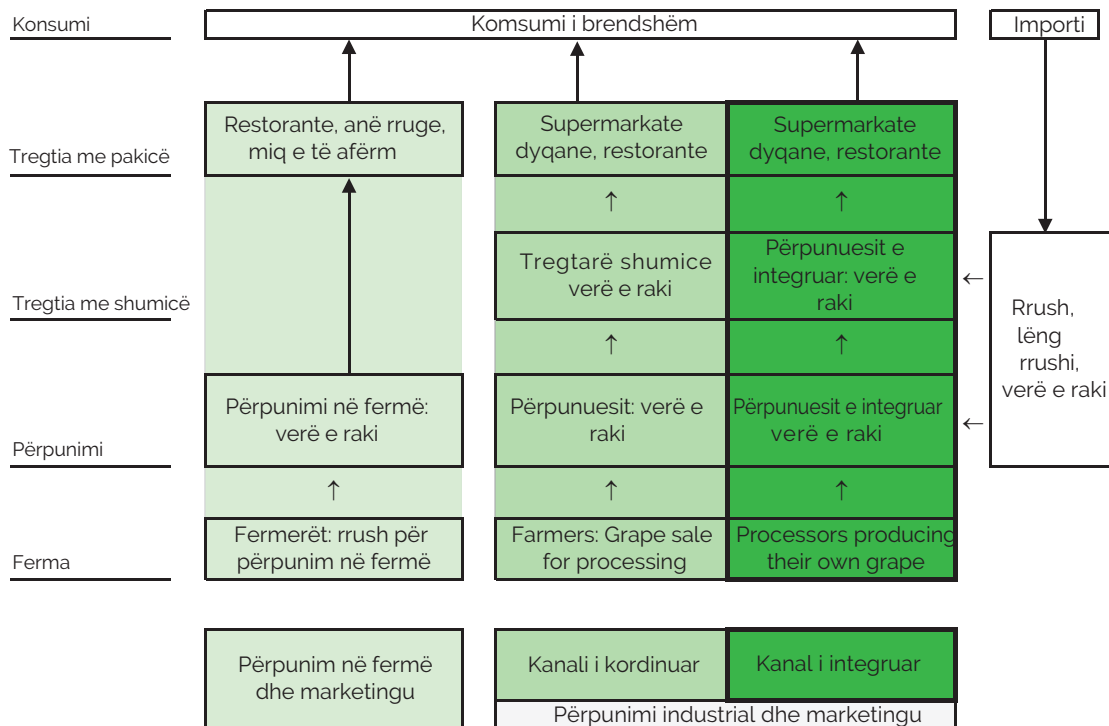 Konsumi
Komsumi i brendshëm
Importi
Tregtia me pakicë
Restorante, anë rruge,
miq e të afërm
Supermarkate
dyqane, restorante
Supermarkate
dyqane, restorante
↑
↑
Tregtia me shumicë
Tregtarë shumice
verë e raki
Përpunuesit e
integruar: verë e
raki
←
Rrush,
lëng
rrushi,
verë e raki
↑
↑
Përpunimi
Përpunimi në fermë:
verë e raki
Përpunuesit: verë e
raki
Përpunuesit e integruar
verë e raki
←
↑
↑
↑
Ferma
Fermerët: rrush për
përpunim në fermë
Farmers: Grape sale
for processing
Processors producing
their own grape
Përpunim në fermë
dhe marketingu
Kanali i kordinuar
Kanal i integruar
Përpunimi industrial dhe marketingu